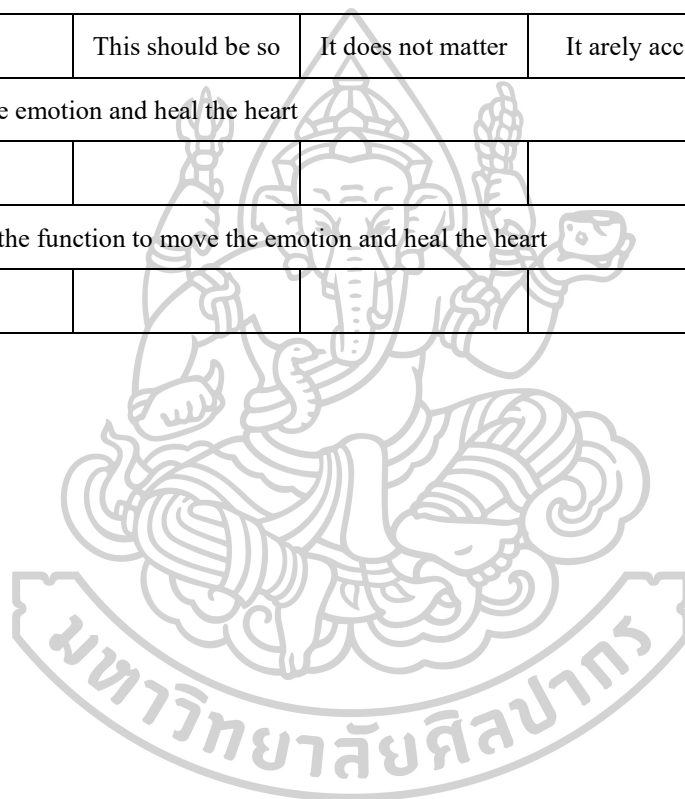 This should be so It does not matter It arely acc
e emotion and heal the heart
the function to move the emotion and heal the heart
มหาวิทยาลัยศิลปากร